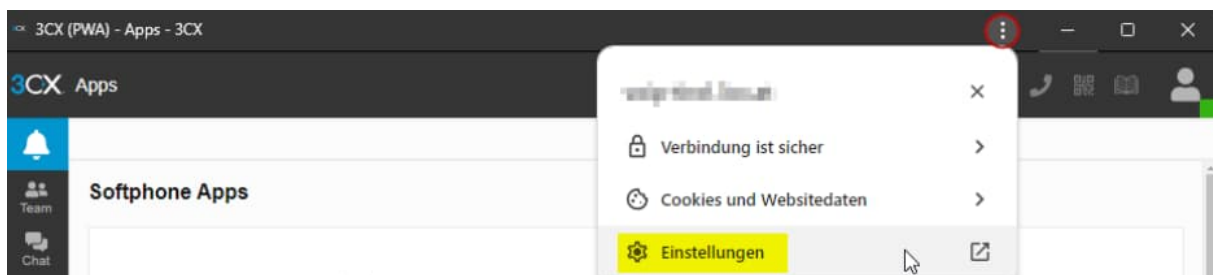 3CX (PWA) - Apps - 3CX
3CX Apps
Verbindung ist sicher
Softphone Apps
Team
Cookies und Websitedaten
Chat
Einstellungen